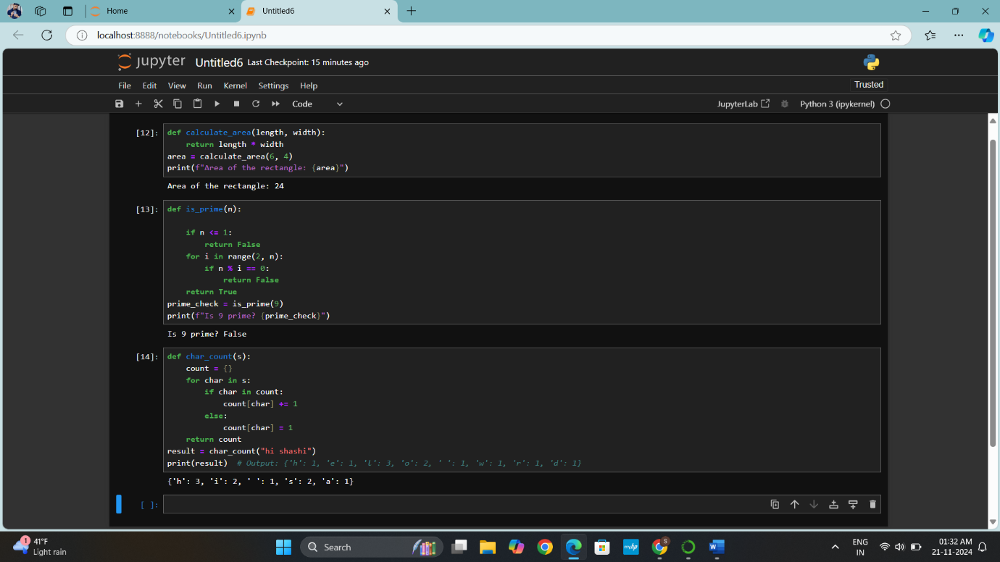 Home
Untitled6
localhost:8888/notebooks/Untitled6.ipynb
jupyter Untitled6 Last Checkpoint: 15 minutes ago
File Edit View Run Kernel Settings Help Trusted
Code JupyterLab Python 3 (ipykernel)
[12]: def calculate_area(length, width):
    return length * width
area = calculate_area(6, 4)
print(f"Area of the rectangle: {area}")
Area of the rectangle: 24
[13]: def is_prime(n):
    if n <= 1:
        return False
    for i in range(2, n):
        if n % i == 0:
            return False
    return True
prime_check = is_prime(9)
print(f"Is 9 prime? {prime_check}")
Is 9 prime? False
[14]: def char_count(s):
    count = {}
    for char in s:
        if char in count:
            count[char] += 1
        else:
            count[char] = 1
    return count
result = char_count("hi shashi")
print(result)  # Output: {'h': 1, 'e': 1, 'l': 3, 'o': 2, ' ': 1, 'w': 1, 'r': 1, 'd': 1}
{'h': 3, 'i': 2, ' ': 1, 's': 2, 'a': 1}
[ ]:
1
41°F
Light rain
Search
myhp
S
W
ENG
IN
01:32 AM
21-11-2024